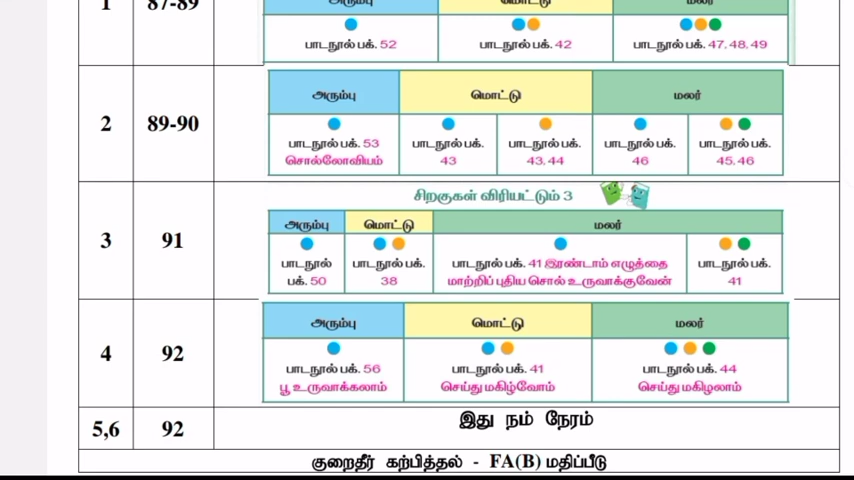 1 87-89 அரும்பு மொட்டு மலர்
பாடநூல் பக். 52 பாடநூல் பக். 42 பாடநூல் பக். 47, 48, 49
அரும்பு மொட்டு மலர்
2 89-90
பாடநூல் பக். 53 பாடநூல் பக். பாடநூல் பக். பாடநூல் பக். பாடநூல் பக்.
சொல்லோவியம் 43 43, 44 46 45, 46
சிறகுகள் விரியட்டும் 3
அரும்பு மொட்டு மலர்
3 91
பாடநூல் பாடநூல் பக். பாடநூல் பக். 41 இரண்டாம் எழுத்தை பாடநூல் பக்.
பக். 50 38 மாற்றிப் புதிய சொல் உருவாக்குவேன் 41
அரும்பு மொட்டு மலர்
4 92
பாடநூல் பக். 56 பாடநூல் பக். 41 பாடநூல் பக். 44
பூ உருவாக்கலாம் செய்து மகிழ்வோம் செய்து மகிழலாம்
5,6 92 இது நம் நேரம்
குறைதீர் கற்பித்தல் - FA(B) மதிப்பீடு